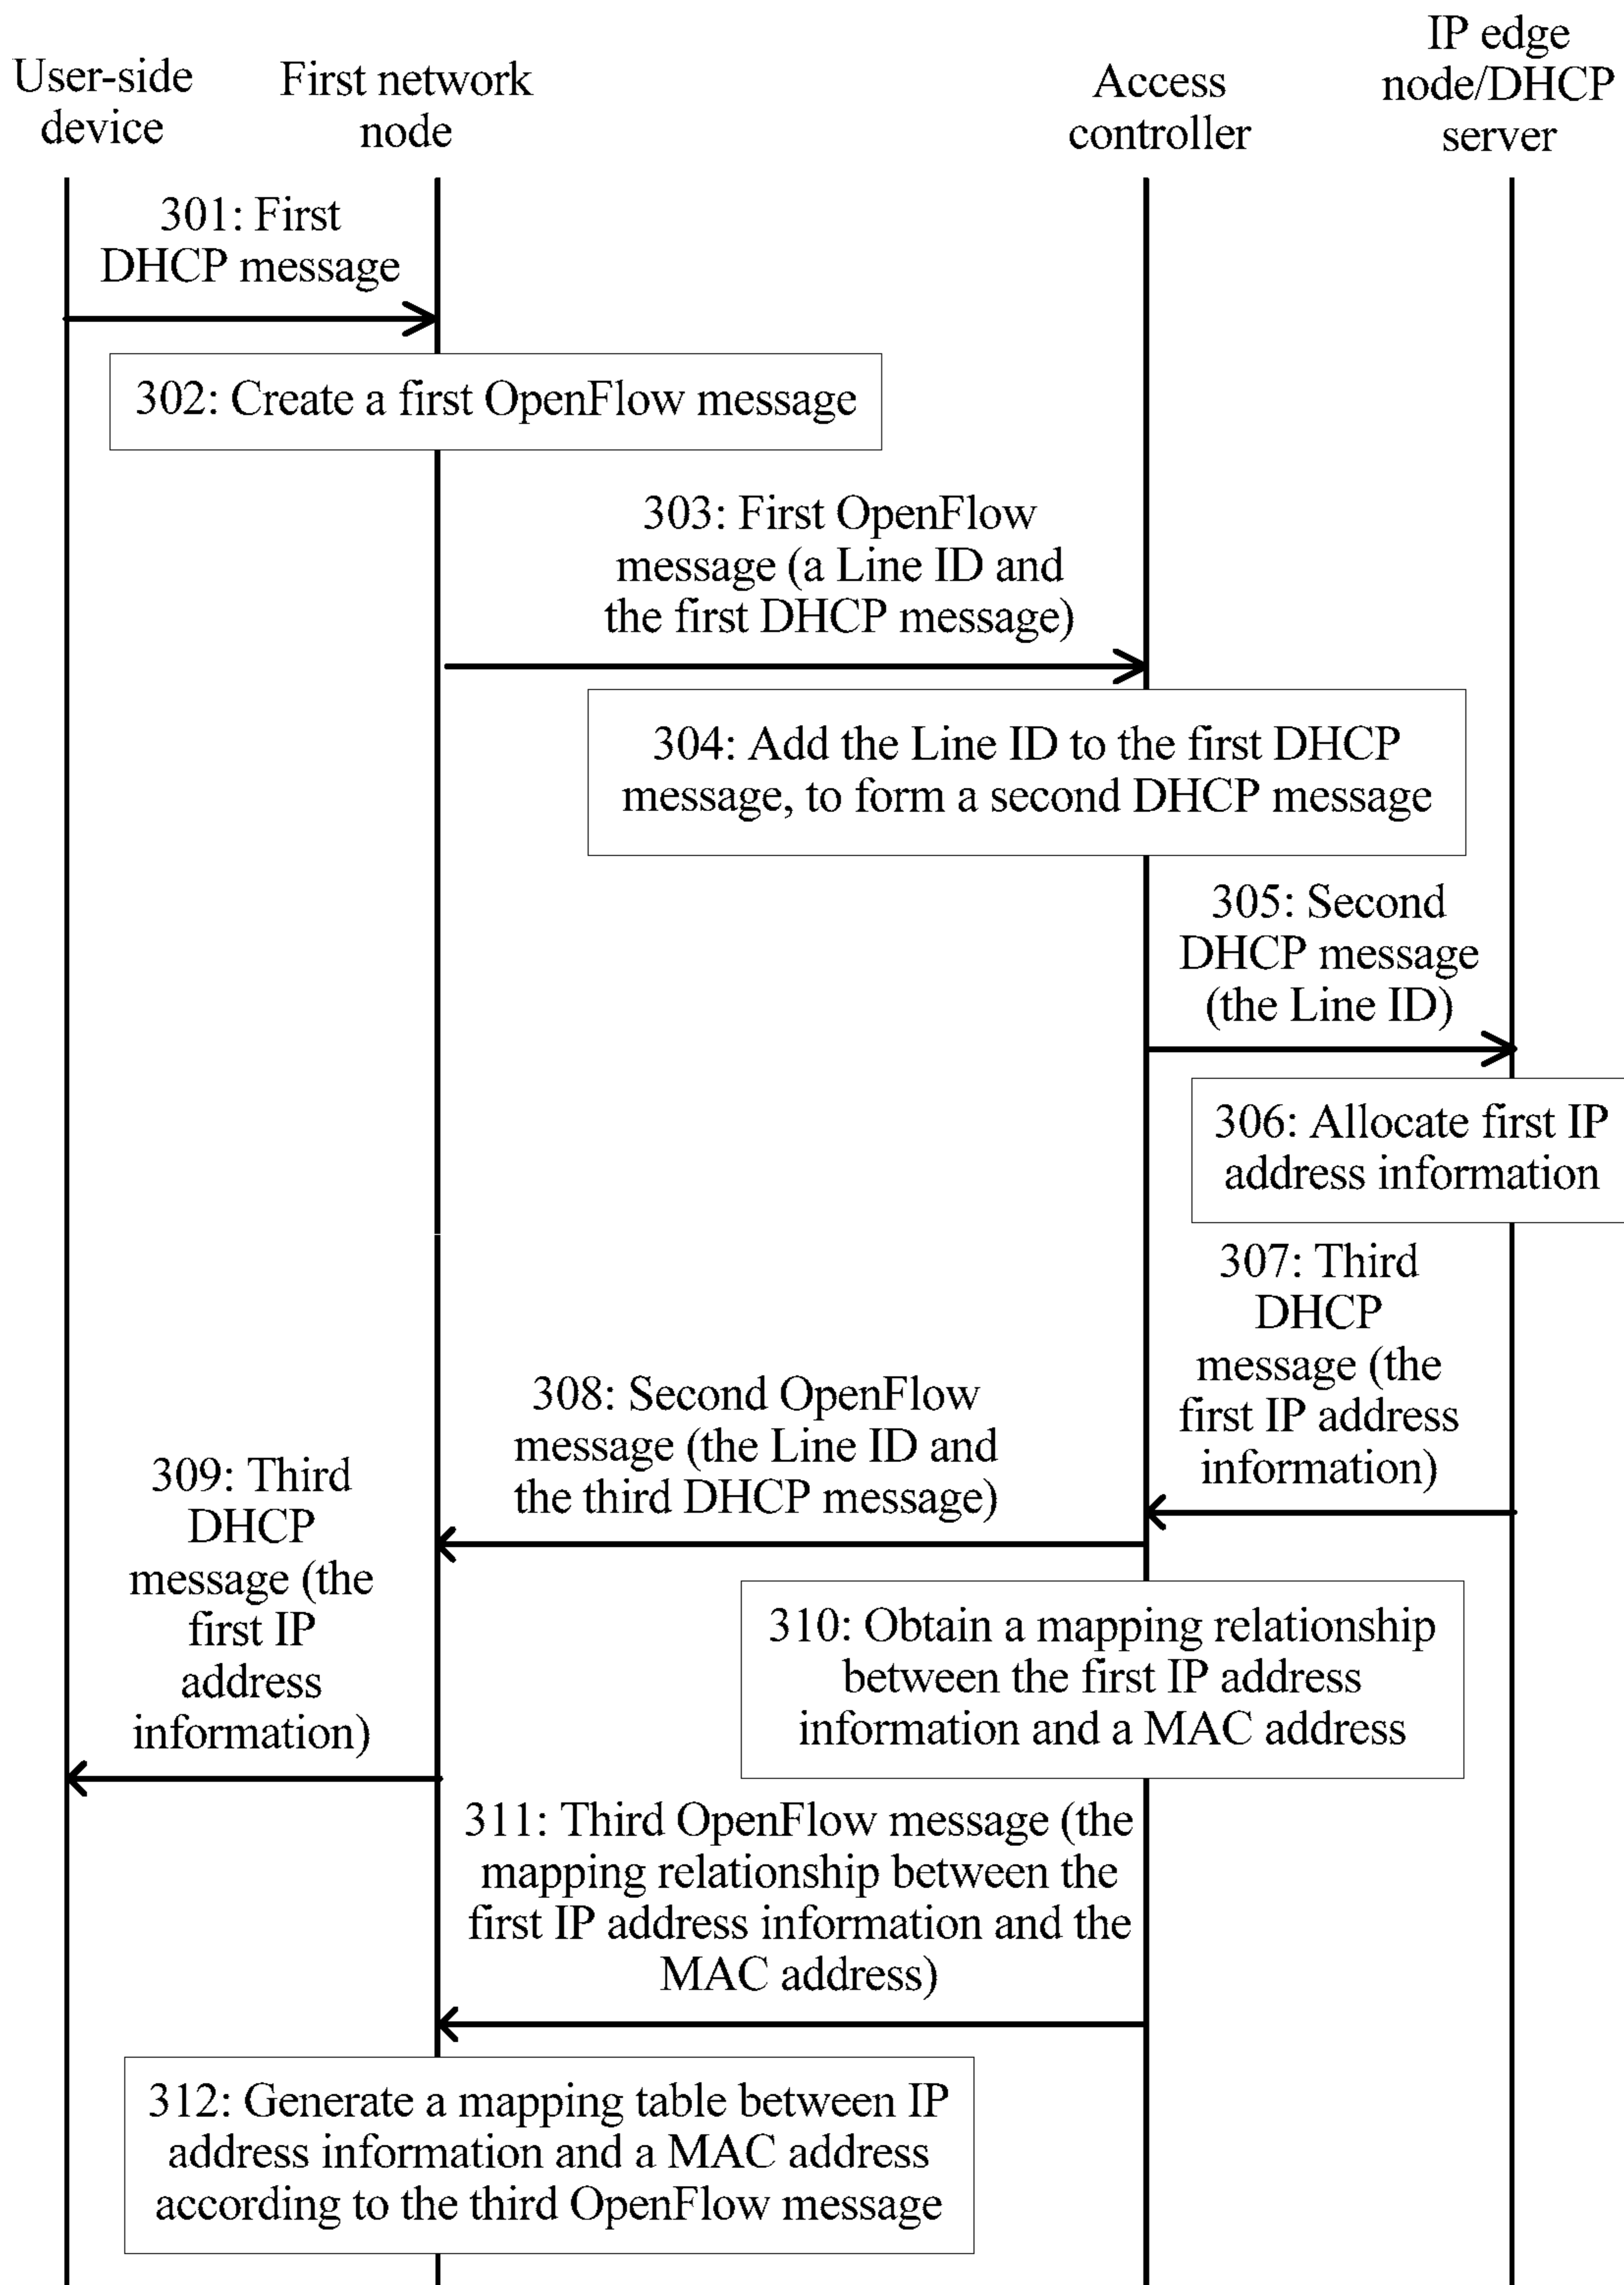 User-side
device
First network
node
Access
controller
IP edge
node/DHCP
server
301: First
DHCP message
302: Create a first OpenFlow message
303: First OpenFlow
message (a Line ID and
the first DHCP message)
304: Add the Line ID to the first DHCP
message, to form a second DHCP message
305: Second
DHCP message
(the Line ID)
306: Allocate first IP
address information
307: Third
DHCP
message (the
first IP address
information)
308: Second OpenFlow
message (the Line ID and
the third DHCP message)
309: Third
DHCP
message (the
first IP
address
information)
310: Obtain a mapping relationship
between the first IP address
information and a MAC address
311: Third OpenFlow message (the
mapping relationship between the
first IP address information and the
MAC address)
312: Generate a mapping table between IP
address information and a MAC address
according to the third OpenFlow message